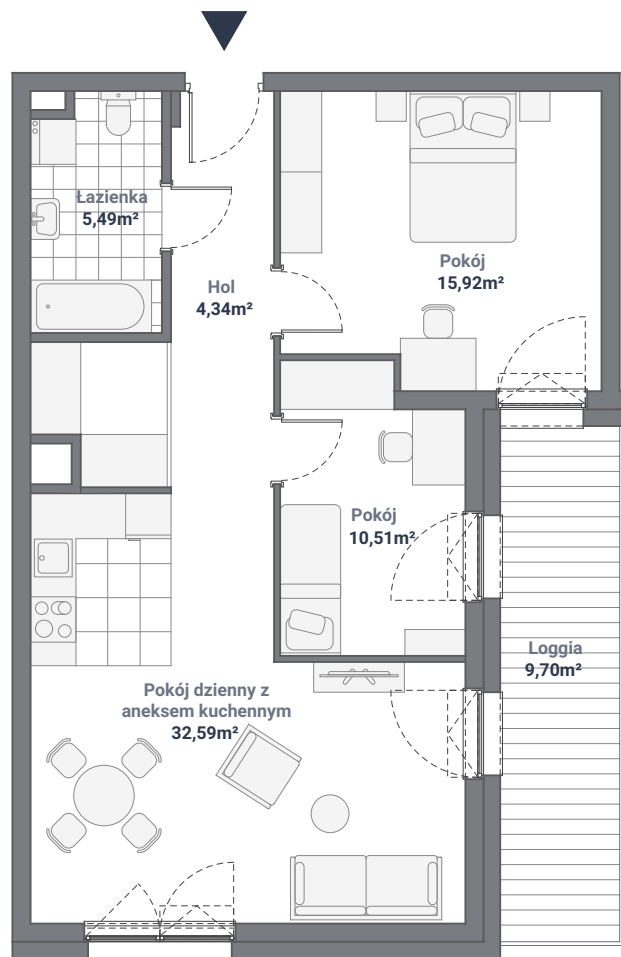 Łazienka
5,49m²
Hol
4,34m²
Pokój
15,92m²
Pokój
10,51m²
Loggia
9,70m²
Pokój dzienny z
aneksem kuchennym
32,59m²